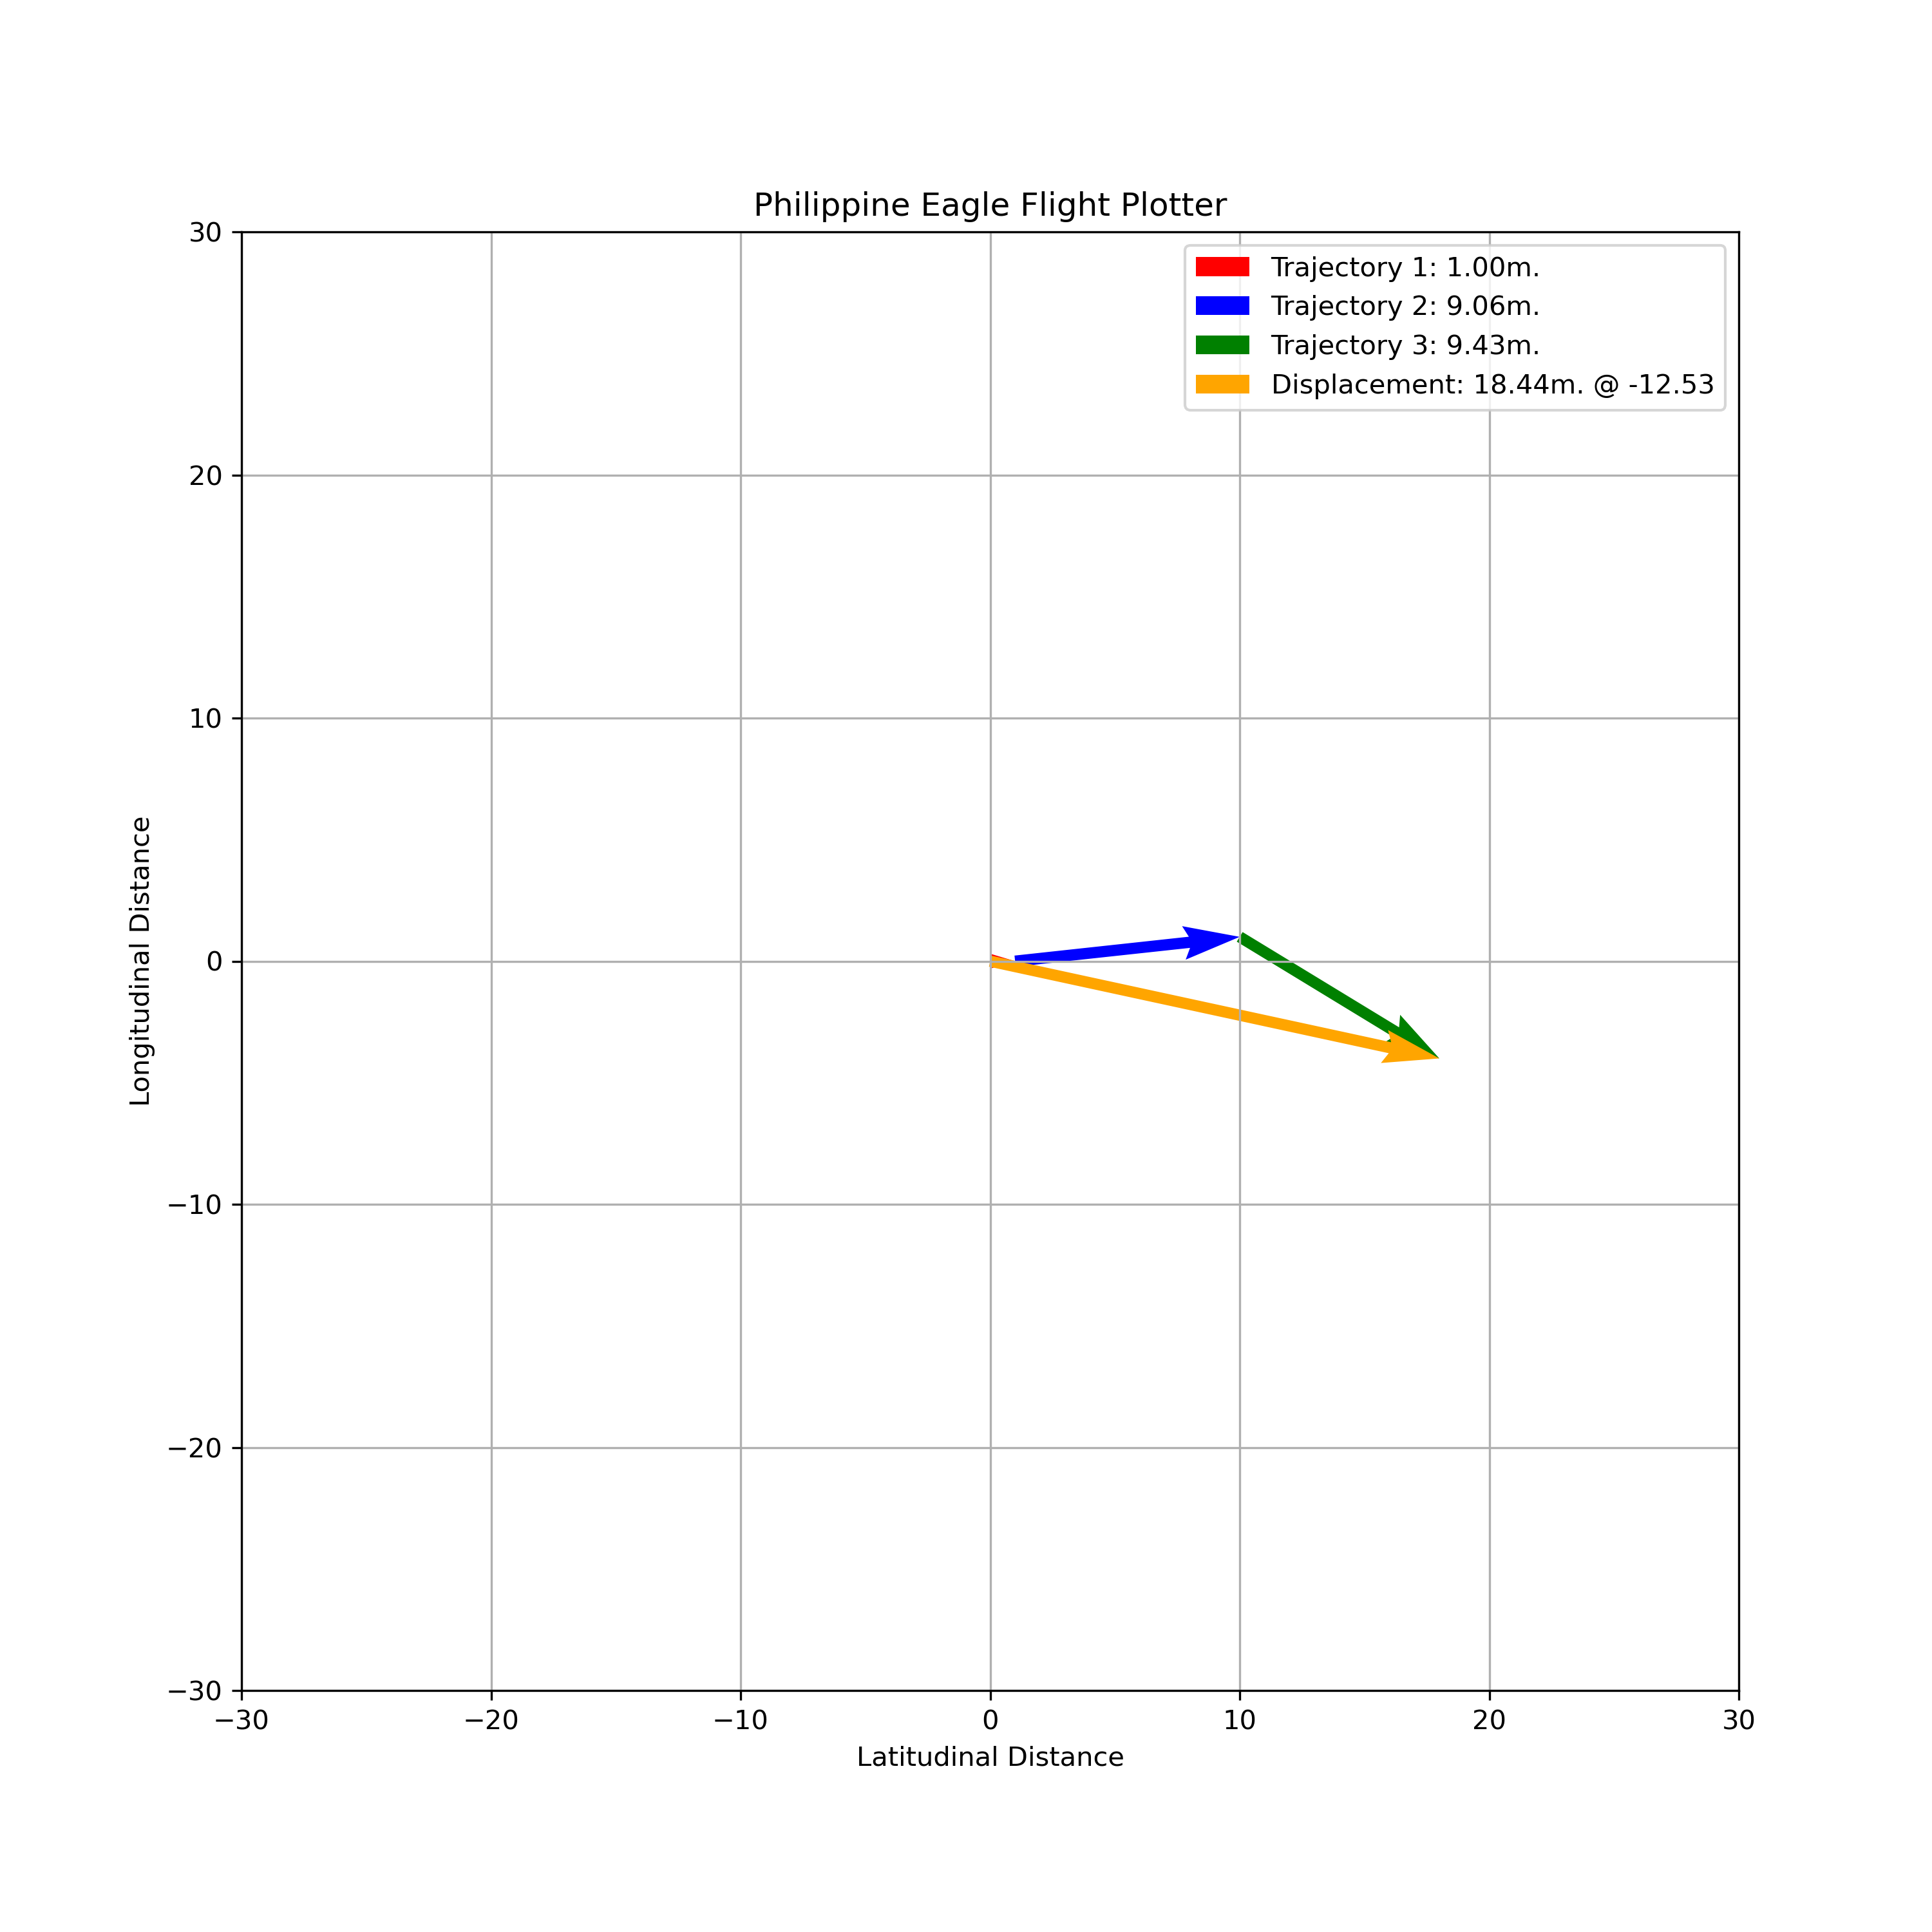 Philippine Eagle Flight Plotter
Trajectory 1: 1.00m.
Trajectory 2: 9.06m.
Trajectory 3: 9.43m.
Displacement: 18.44m. @ -12.53
30
20
10
0
−10
−20
−30
Longitudinal Distance
−30 −20 −10 0 10 20 30
Latitudinal Distance